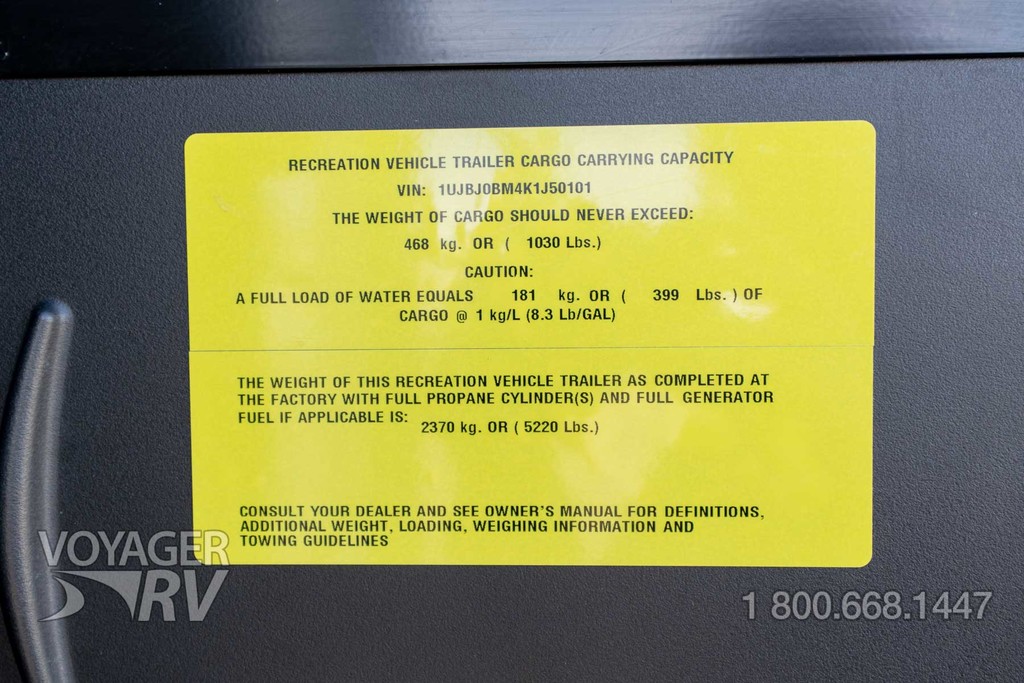 RECREATION VEHICLE TRAILER CARGO CARRYING CAPACITY
VIN: 1UJBJ0BM4K1J50101
THE WEIGHT OF CARGO SHOULD NEVER EXCEED:
468 kg. OR ( 1030 Lbs.)
CAUTION:
A FULL LOAD OF WATER EQUALS 181 kg. OR ( 399 Lbs. ) OF
CARGO @ 1 kg/L (8.3 Lb/GAL)
THE WEIGHT OF THIS RECREATION VEHICLE TRAILER AS COMPLETED AT
THE FACTORY WITH FULL PROPANE CYLINDER(S) AND FULL GENERATOR
FUEL IF APPLICABLE IS:
2370 kg. OR ( 5220 Lbs.)
CONSULT YOUR DEALER AND SEE OWNER'S MANUAL FOR DEFINITIONS,
ADDITIONAL WEIGHT, LOADING, WEIGHING INFORMATION AND
TOWING GUIDELINES
VOYAGER
RV
1 800.668.1447